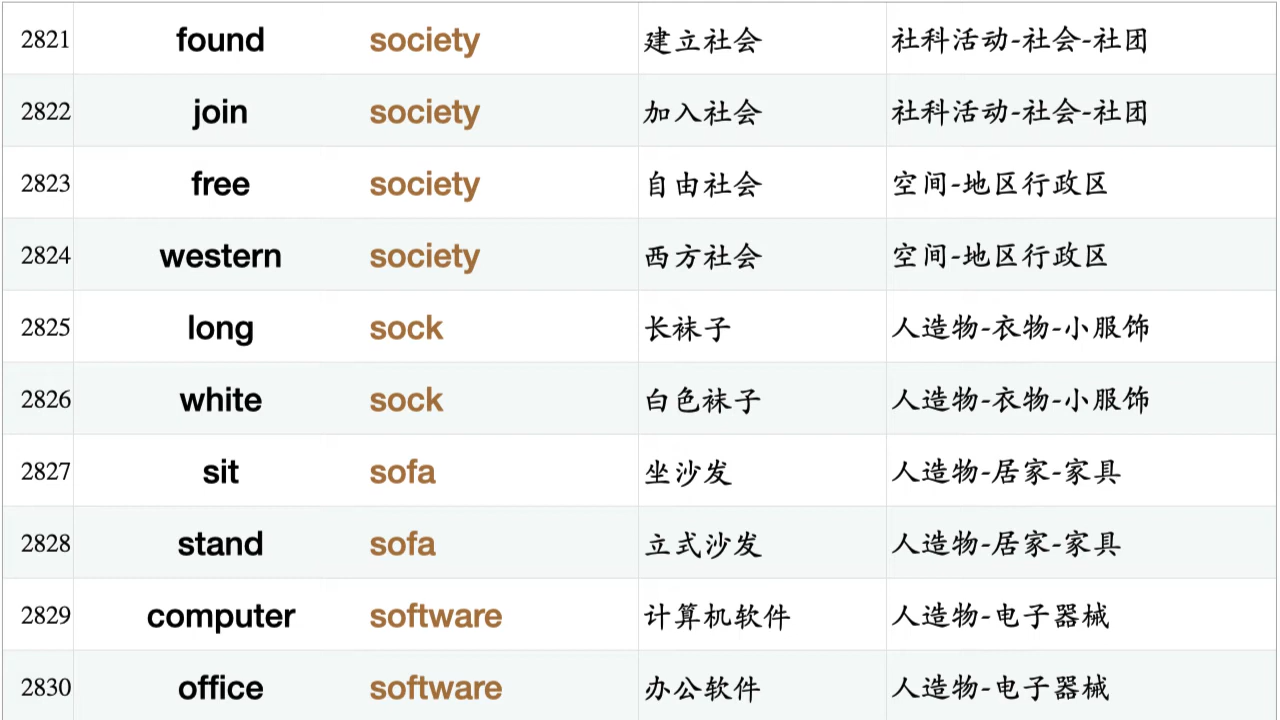 2821 found society 建立社会 社科活动-社会-社团
2822 join society 加入社会 社科活动-社会-社团
2823 free society 自由社会 空间-地区行政区
2824 western society 西方社会 空间-地区行政区
2825 long sock 长袜子 人造物-衣物-小服饰
2826 white sock 白色袜子 人造物-衣物-小服饰
2827 sit sofa 坐沙发 人造物-居家-家具
2828 stand sofa 立式沙发 人造物-居家-家具
2829 computer software 计算机软件 人造物-电子器械
2830 office software 办公软件 人造物-电子器械